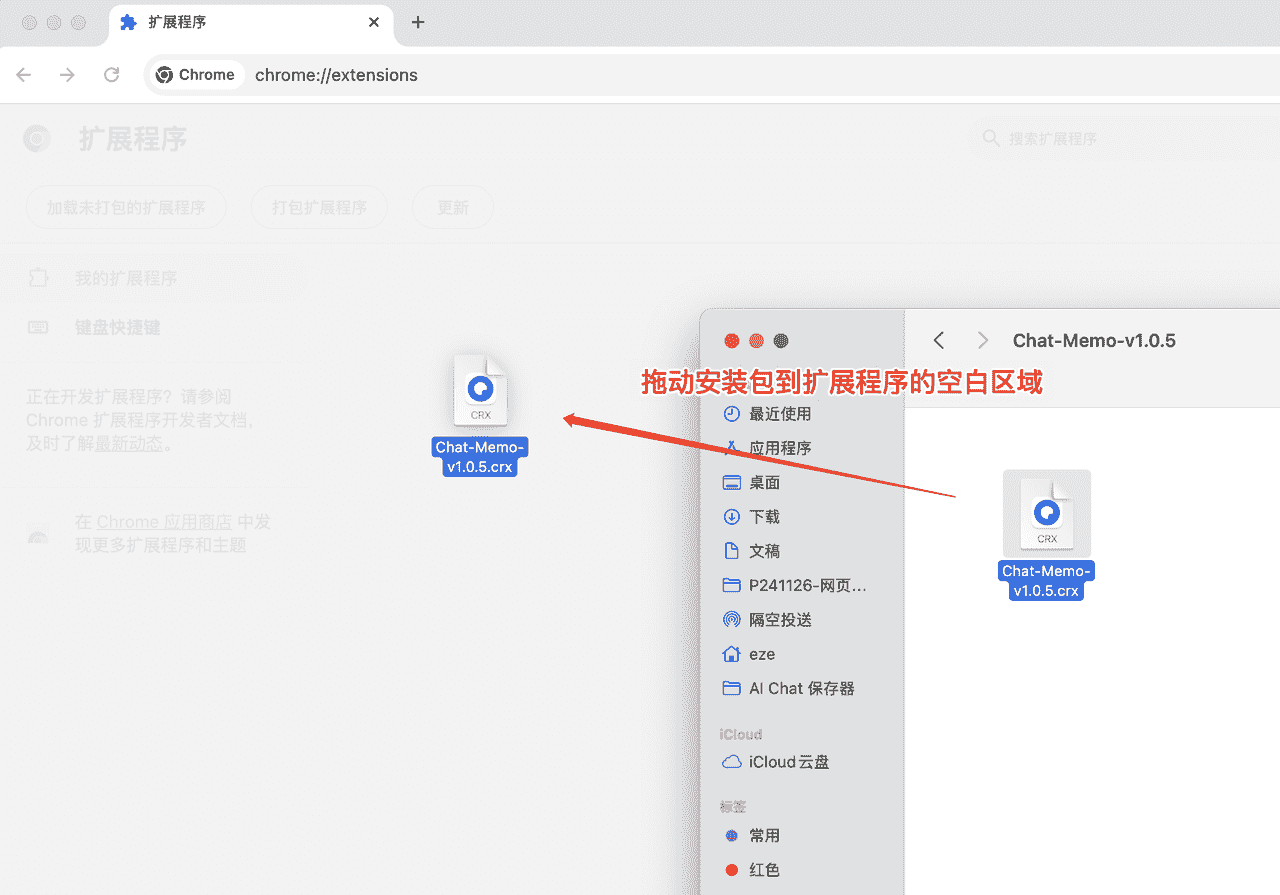 扩展程序
Chrome
chrome://extensions
扩展程序
搜索扩展程序
加载未打包的扩展程序
打包扩展程序
更新
我的扩展程序
键盘快捷键
正在开发扩展程序？请参阅
Chrome 扩展程序开发者文档，
及时了解最新动态。
在 Chrome 应用商店 中发
现更多扩展程序和主题
CRX
Chat-Memo-
v1.0.5.crx
拖动安装包到扩展程序的空白区域
Chat-Memo-v1.0.5
最近使用
应用程序
桌面
下载
文稿
P241126-网页...
隔空投送
eze
AI Chat 保存器
iCloud
iCloud云盘
标签
常用
红色
CRX
Chat-Memo-
v1.0.5.crx